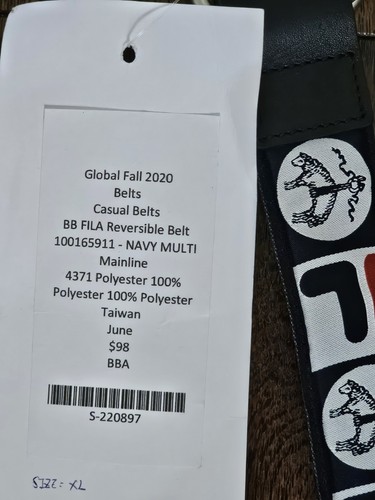 Global Fall 2020
Belts
Casual Belts
BB FILA Reversible Belt
100165911 - NAVY MULTI
Mainline
4371 Polyester 100%
Polyester 100% Polyester
Taiwan
June
$98
BBA
S-220897
SIZE: XL